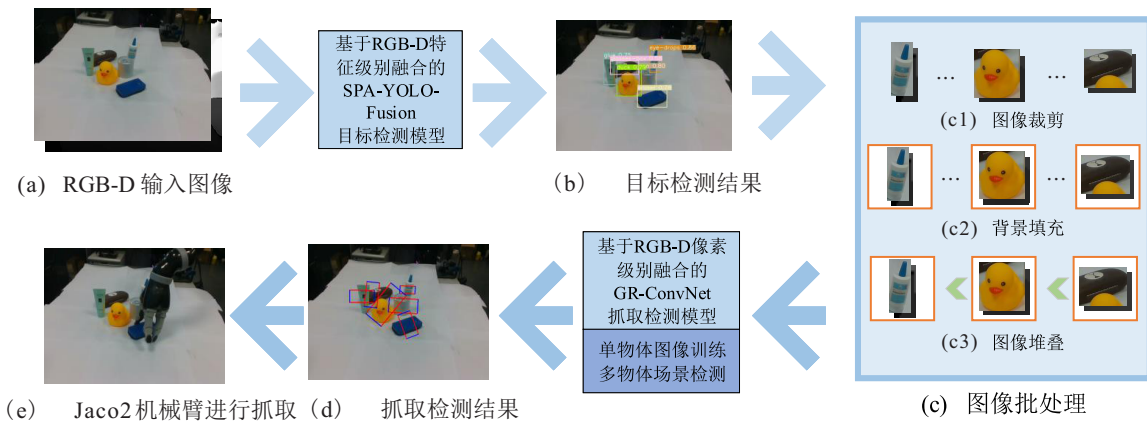 基于RGB-D特
征级别融合的
SPA-YOLO-
Fusion
目标检测模型
(a) RGB-D 输入图像
(b) 目标检测结果
... ...
(c1) 图像裁剪
... ...
(c2) 背景填充
(c3) 图像堆叠
(c) 图像批处理
基于RGB-D像素
级别融合的
GR-ConvNet
抓取检测模型
单物体图像训练
多物体场景检测
(d) 抓取检测结果
(e) Jaco2 机械臂进行抓取